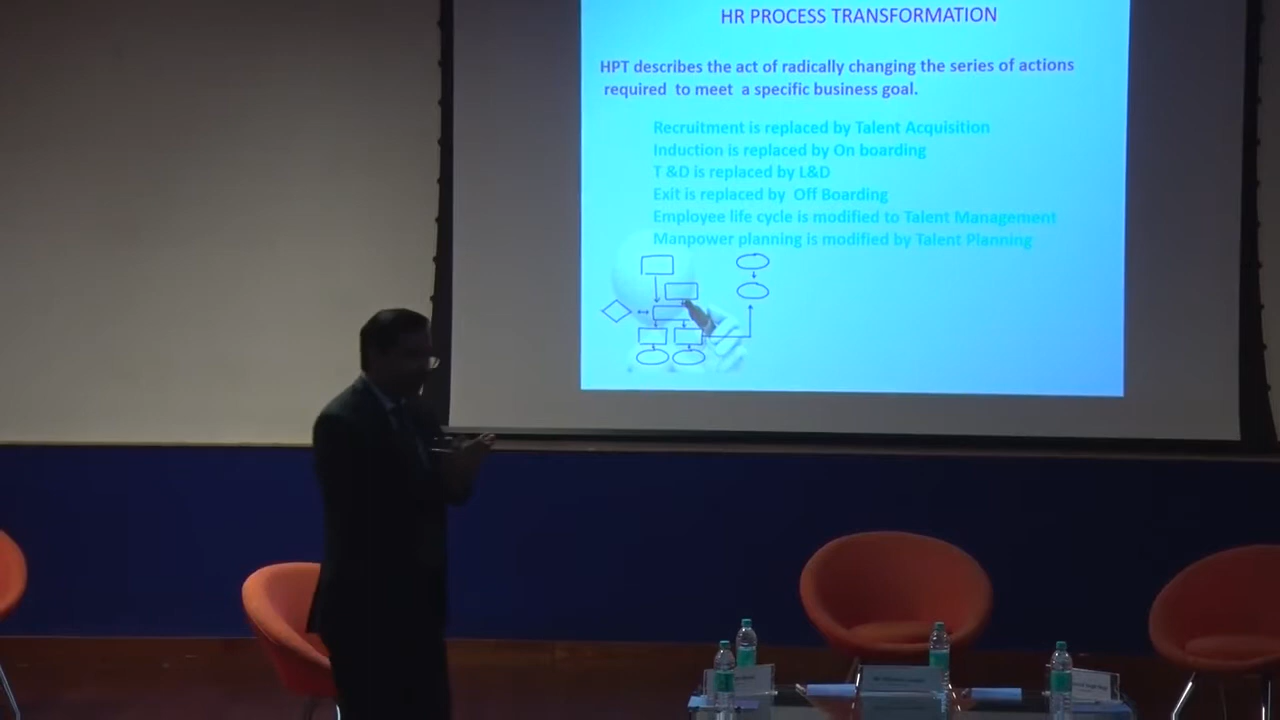 HR PROCESS TRANSFORMATION
HPT describes the act of radically changing the series of actions
required to meet a specific business goal.
Recruitment is replaced by Talent Acquisition
Induction is replaced by On boarding
T &D is replaced by L&D
Exit is replaced by Off Boarding
Employee life cycle is modified to Talent Management
Manpower planning is modified by Talent Planning